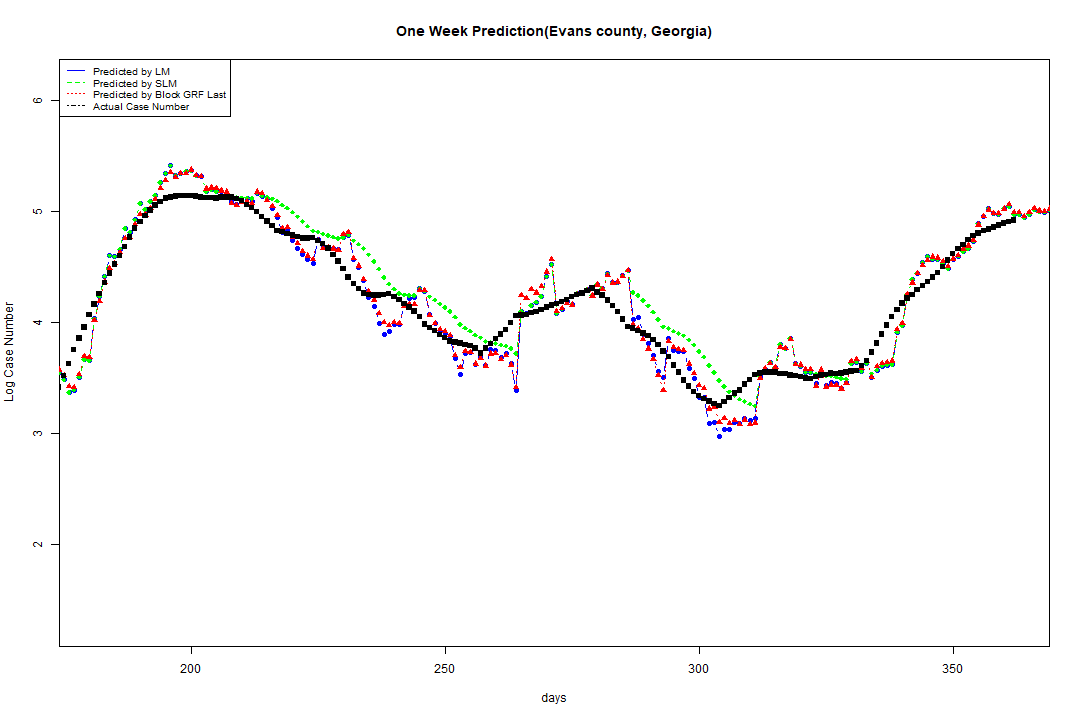 One Week Prediction(Evans county, Georgia)
Predicted by LM
Predicted by SLM
Predicted by Block GRF Last
Actual Case Number
6
5
4
3
2
Log Case Number
200 250 300 350
days